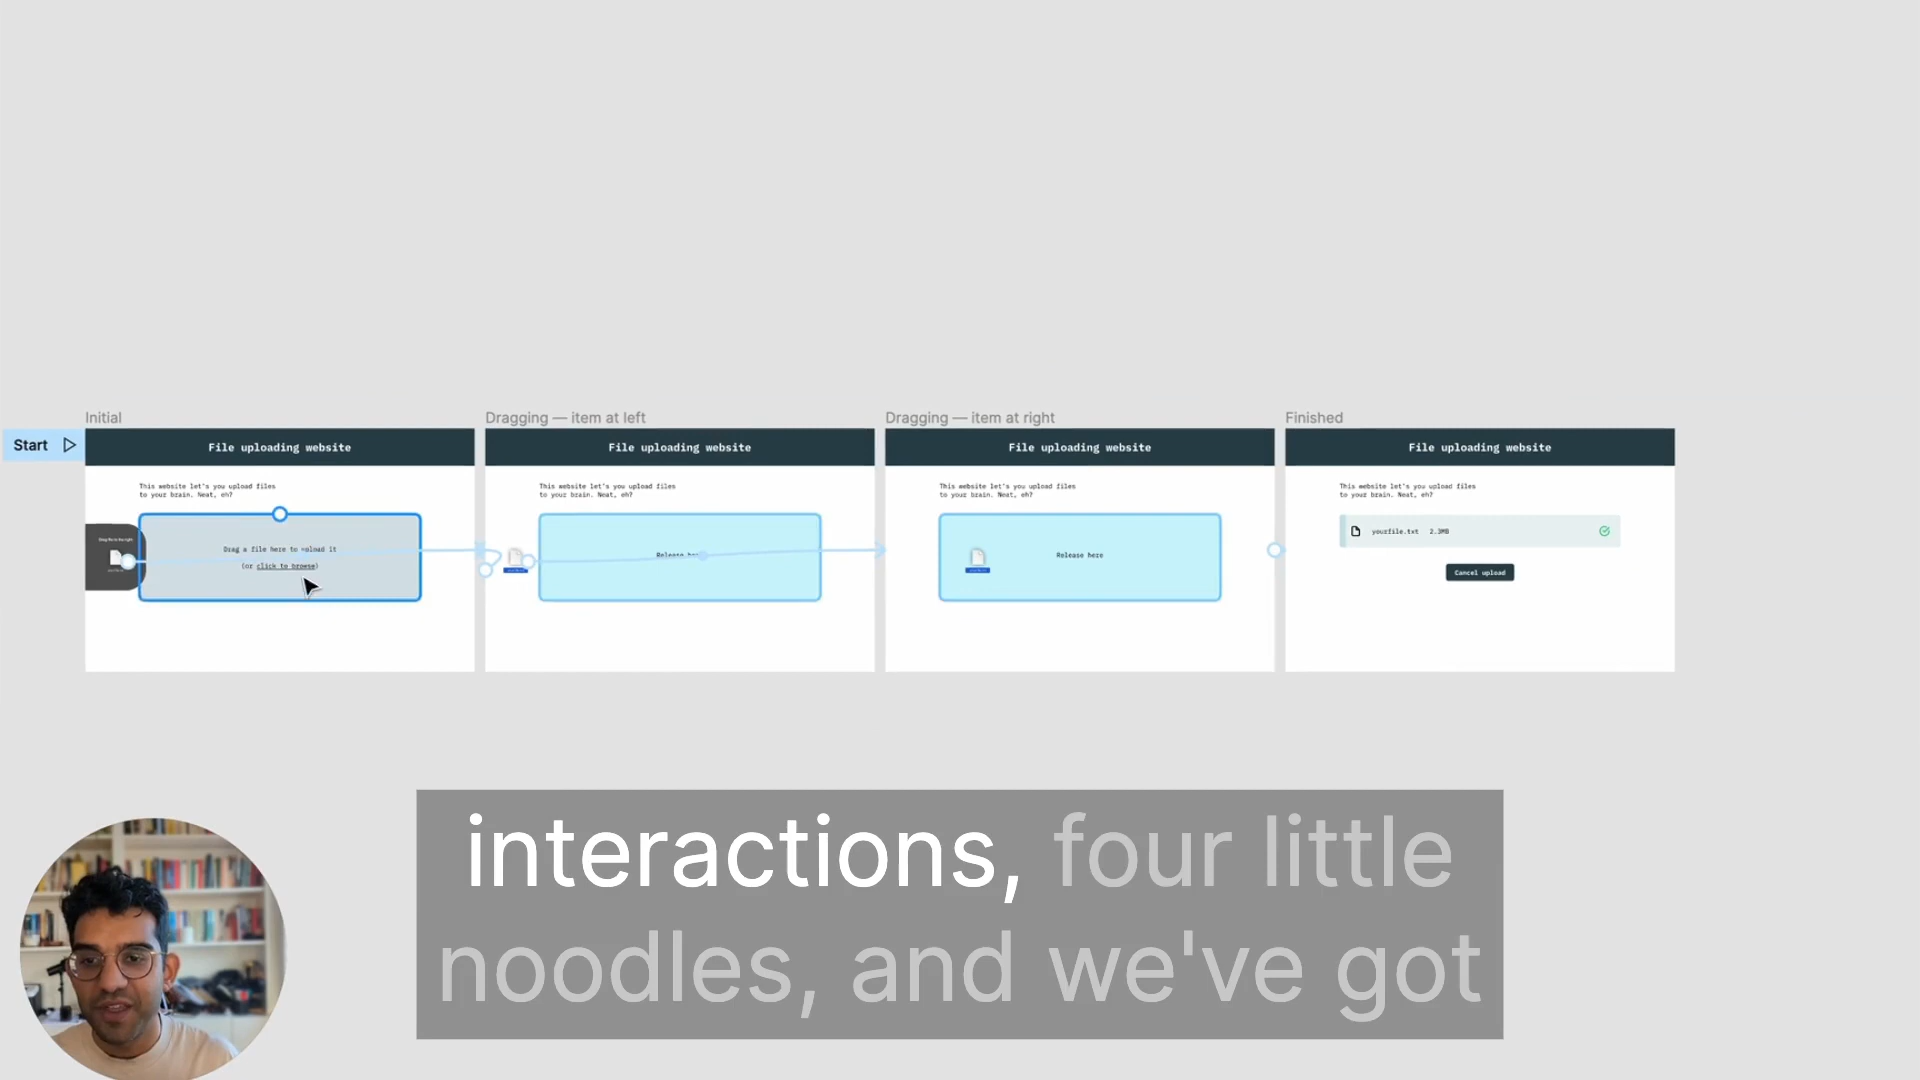 Initial
Dragging — item at left
Dragging — item at right
Finished
Start
File uploading website
File uploading website
File uploading website
File uploading website
This website let's you upload files
to your brain. Neat, eh?
This website let's you upload files
to your brain. Neat, eh?
This website let's you upload files
to your brain. Neat, eh?
This website let's you upload files
to your brain. Neat, eh?
Drag a file here to upload it
(or click to browse)
Release here
Release here
yourfile.txt 2.3MB
Cancel upload
interactions, four little
noodles, and we've got